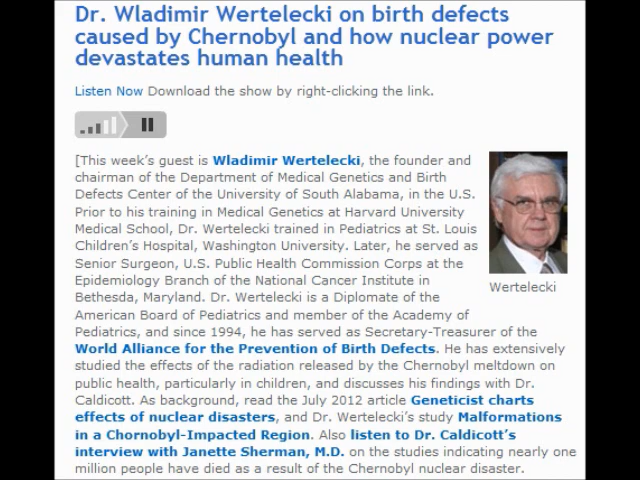 Dr. Wladimir Wertelecki on birth defects
caused by Chernobyl and how nuclear power
devastates human health
Listen Now Download the show by right-clicking the link.
[This week's guest is Wladimir Wertelecki, the founder and
chairman of the Department of Medical Genetics and Birth
Defects Center of the University of South Alabama, in the U.S.
Prior to his training in Medical Genetics at Harvard University
Medical School, Dr. Wertelecki trained in Pediatrics at St. Louis
Children's Hospital, Washington University. Later, he served as
Senior Surgeon, U.S. Public Health Commission Corps at the
Epidemiology Branch of the National Cancer Institute in
Bethesda, Maryland. Dr. Wertelecki is a Diplomate of the
American Board of Pediatrics and member of the Academy of
Pediatrics, and since 1994, he has served as Secretary-Treasurer of the
World Alliance for the Prevention of Birth Defects. He has extensively
studied the effects of the radiation released by the Chernobyl meltdown on
public health, particularly in children, and discusses his findings with Dr.
Caldicott. As background, read the July 2012 article Geneticist charts
effects of nuclear disasters, and Dr. Wertelecki's study Malformations
in a Chornobyl-Impacted Region. Also listen to Dr. Caldicott's
interview with Janette Sherman, M.D. on the studies indicating nearly one
million people have died as a result of the Chernobyl nuclear disaster.
Wertelecki